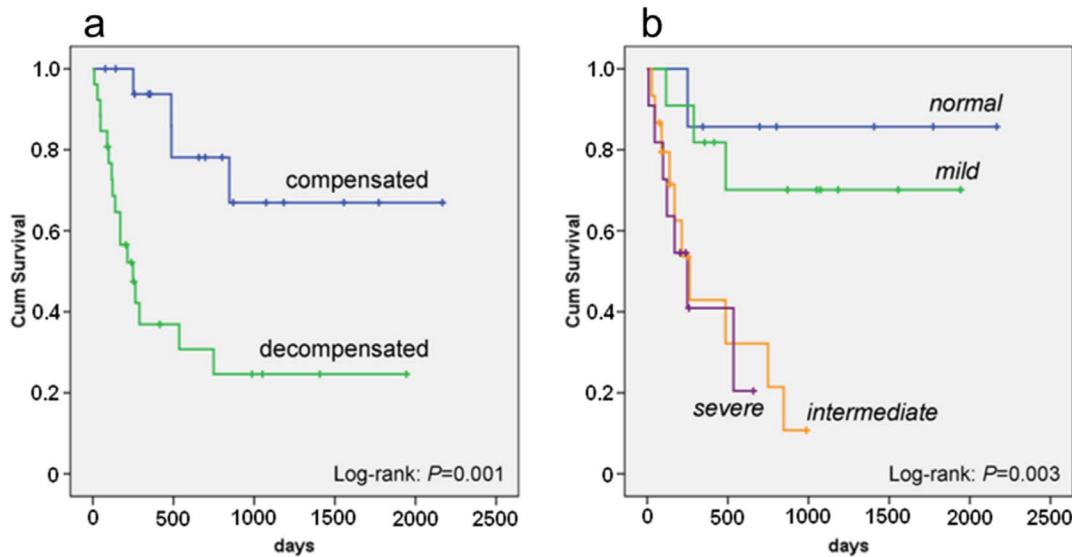 a
1.0
0.8
0.6
0.4
0.2
0
Cum Survival
compensated
decompensated
Log-rank: P=0.001
0 500 1000 1500 2000 2500
days
b
1.0
0.8
0.6
0.4
0.2
0
Cum Survival
normal
mild
severe
intermediate
Log-rank: P=0.003
0 500 1000 1500 2000 2500
days